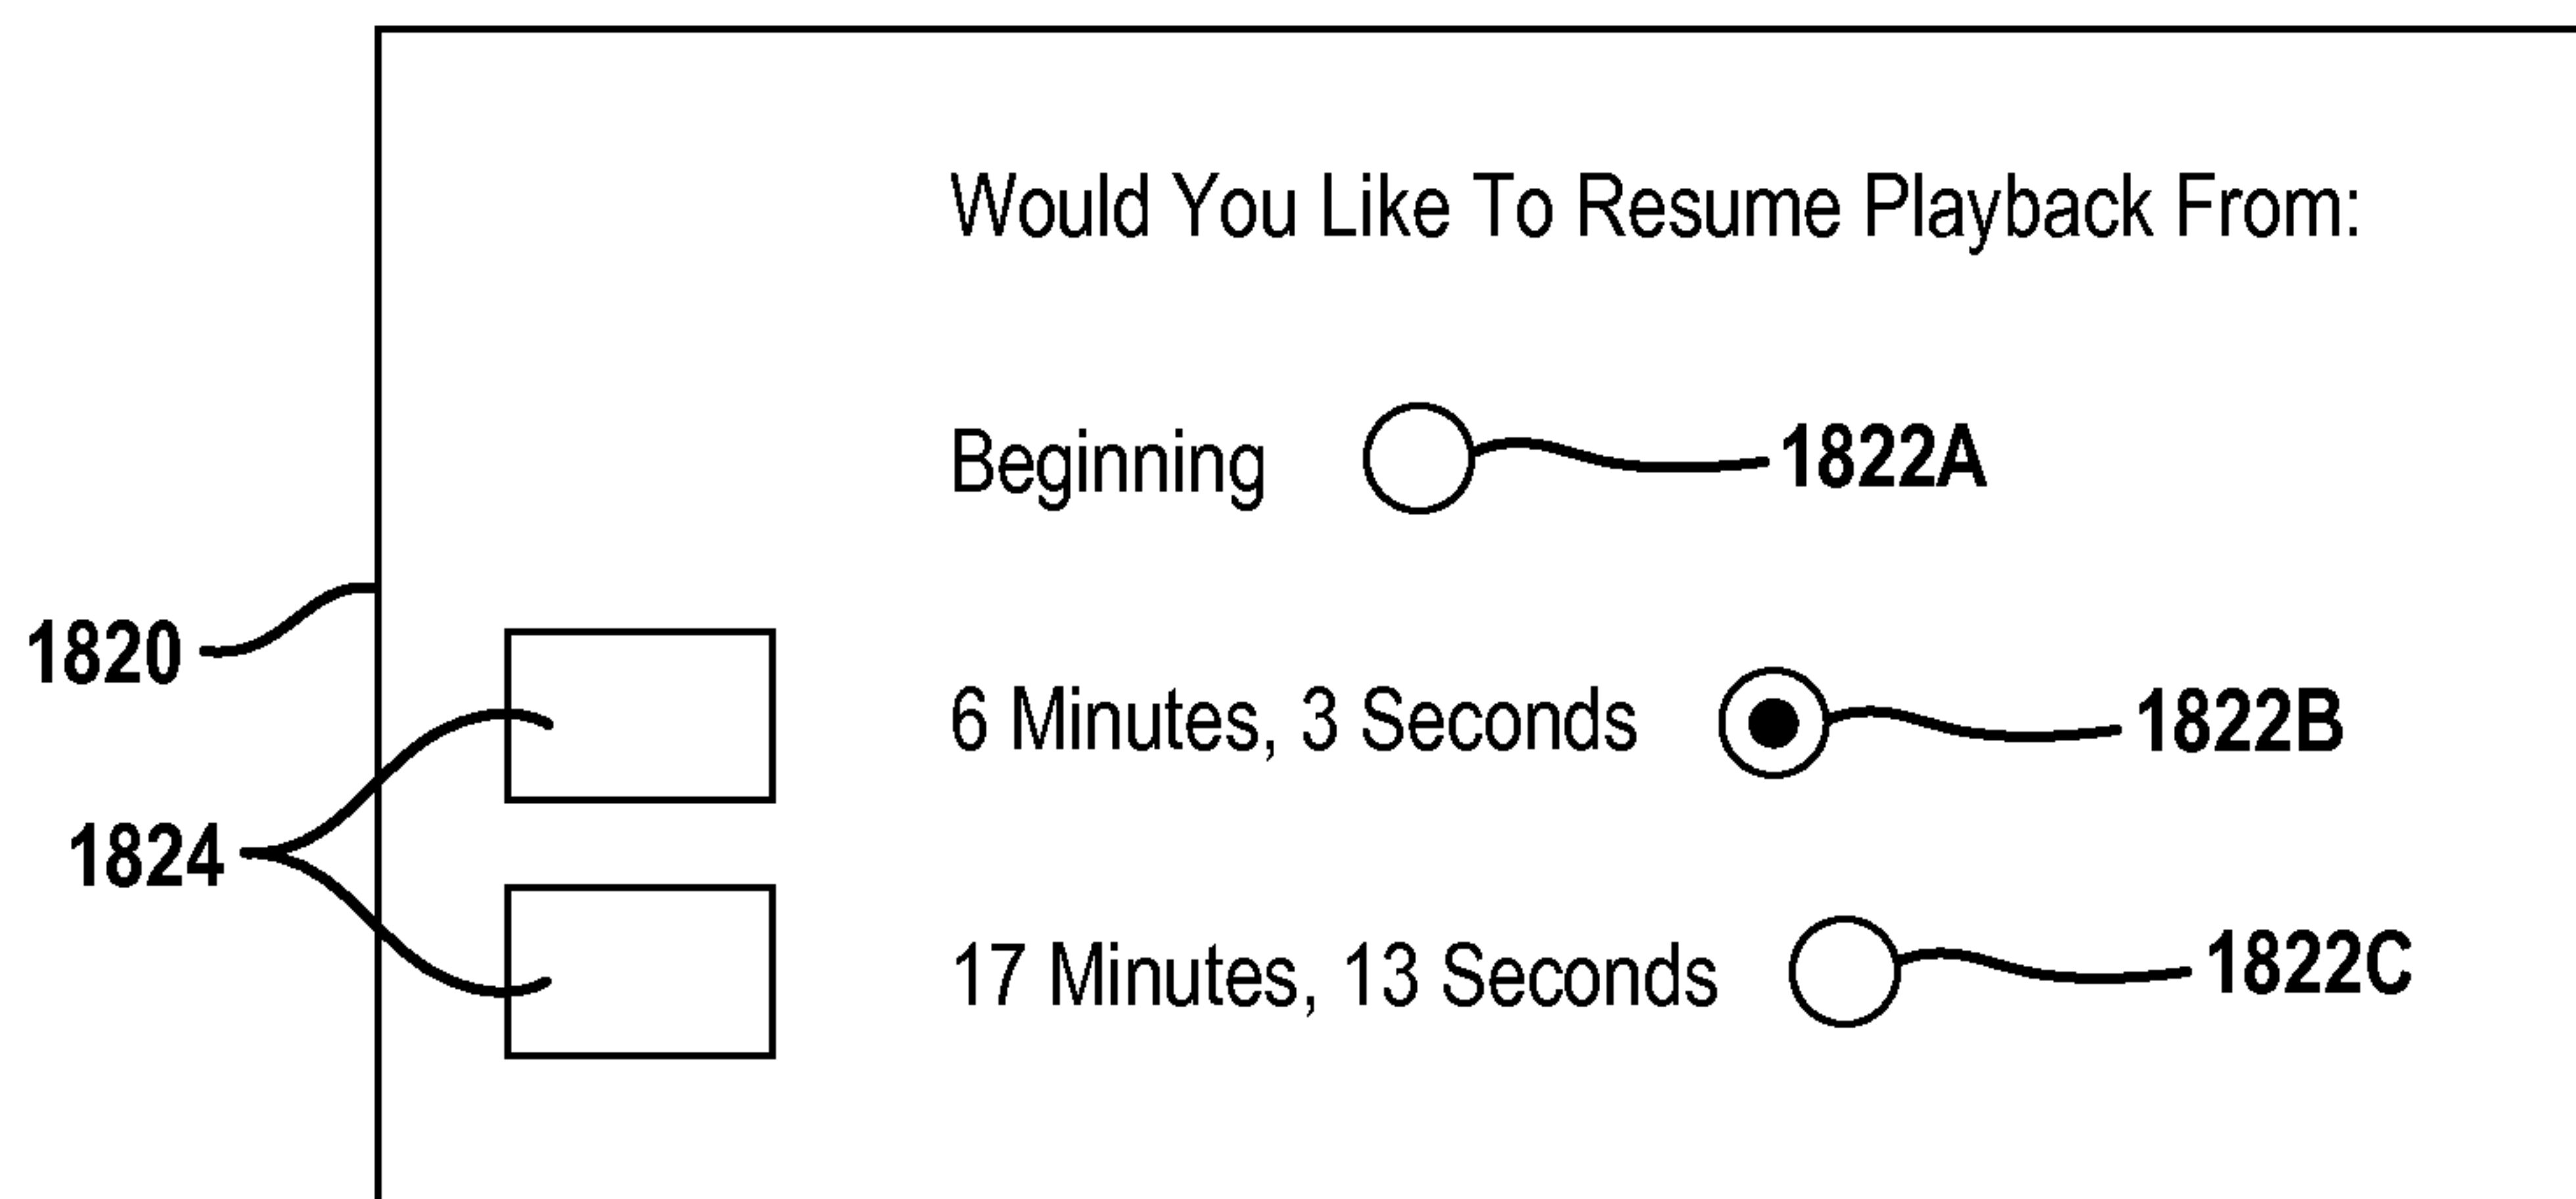 Would You Like To Resume Playback From:
Beginning 1822A
1820
6 Minutes, 3 Seconds 1822B
1824
17 Minutes, 13 Seconds 1822C